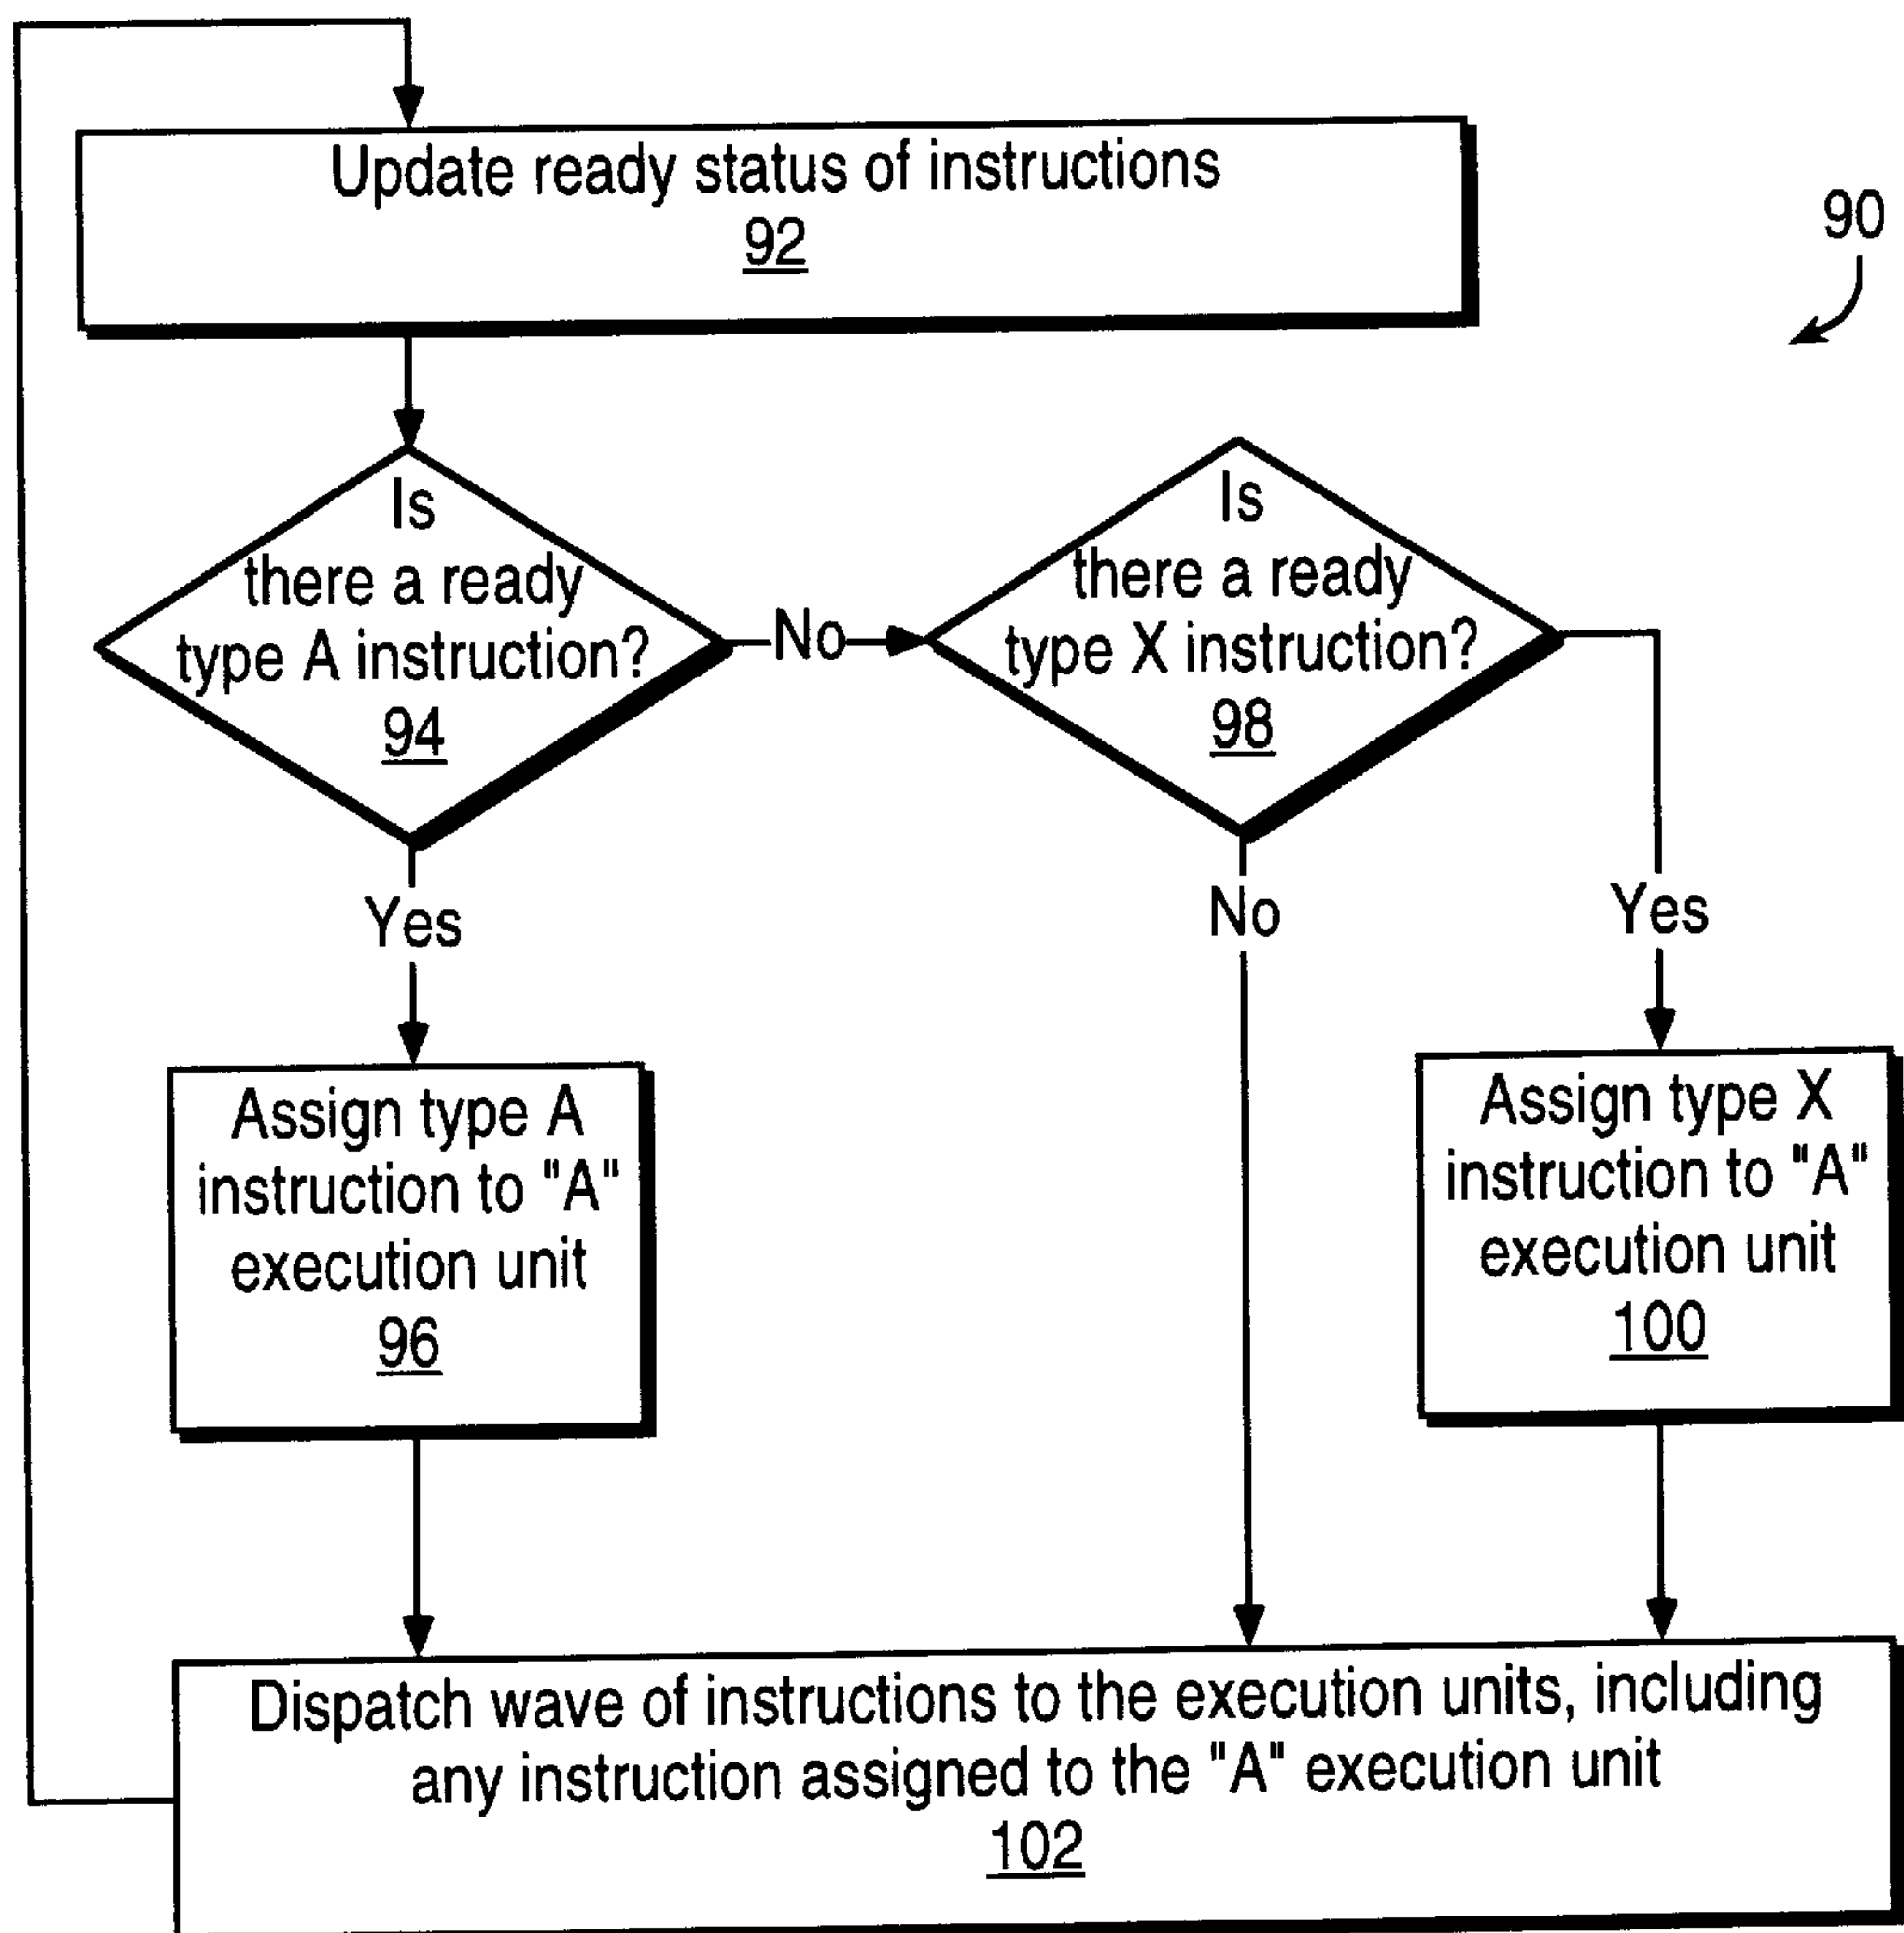 Update ready status of instructions
92
90
Is
there a ready
type A instruction?
94
No
Is
there a ready
type X instruction?
98
Yes
No
Yes
Assign type A
instruction to "A"
execution unit
96
Assign type X
instruction to "A"
execution unit
100
Dispatch wave of instructions to the execution units, including
any instruction assigned to the "A" execution unit
102